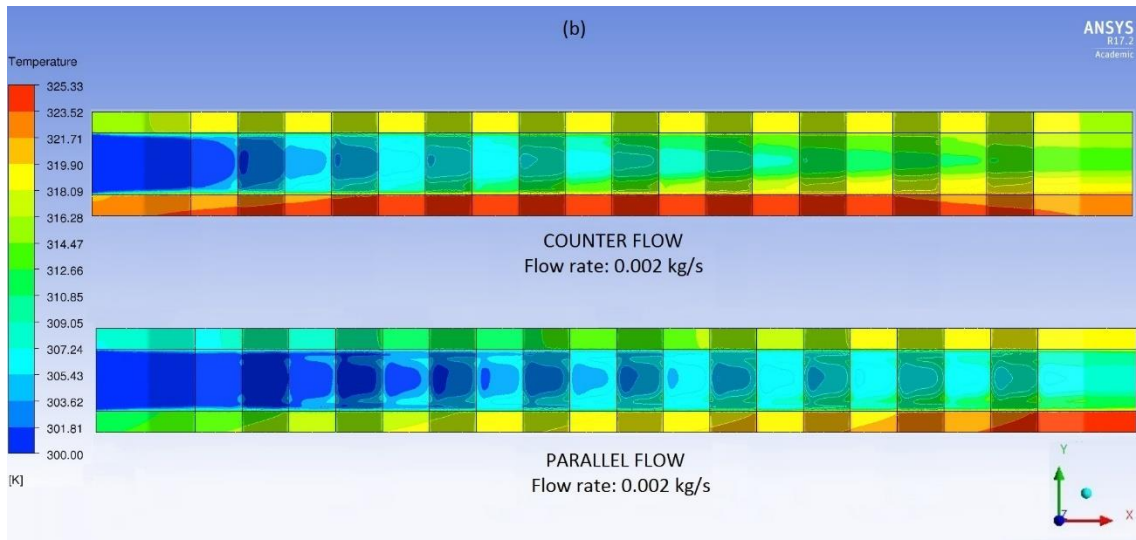 (b)
ANSYS
R17.2
Academic
Temperature
325.33
323.52
321.71
319.90
318.09
316.28
314.47
312.66
310.85
309.05
307.24
305.43
303.62
301.81
300.00
[K]
COUNTER FLOW
Flow rate: 0.002 kg/s
PARALLEL FLOW
Flow rate: 0.002 kg/s
Y
Z
X